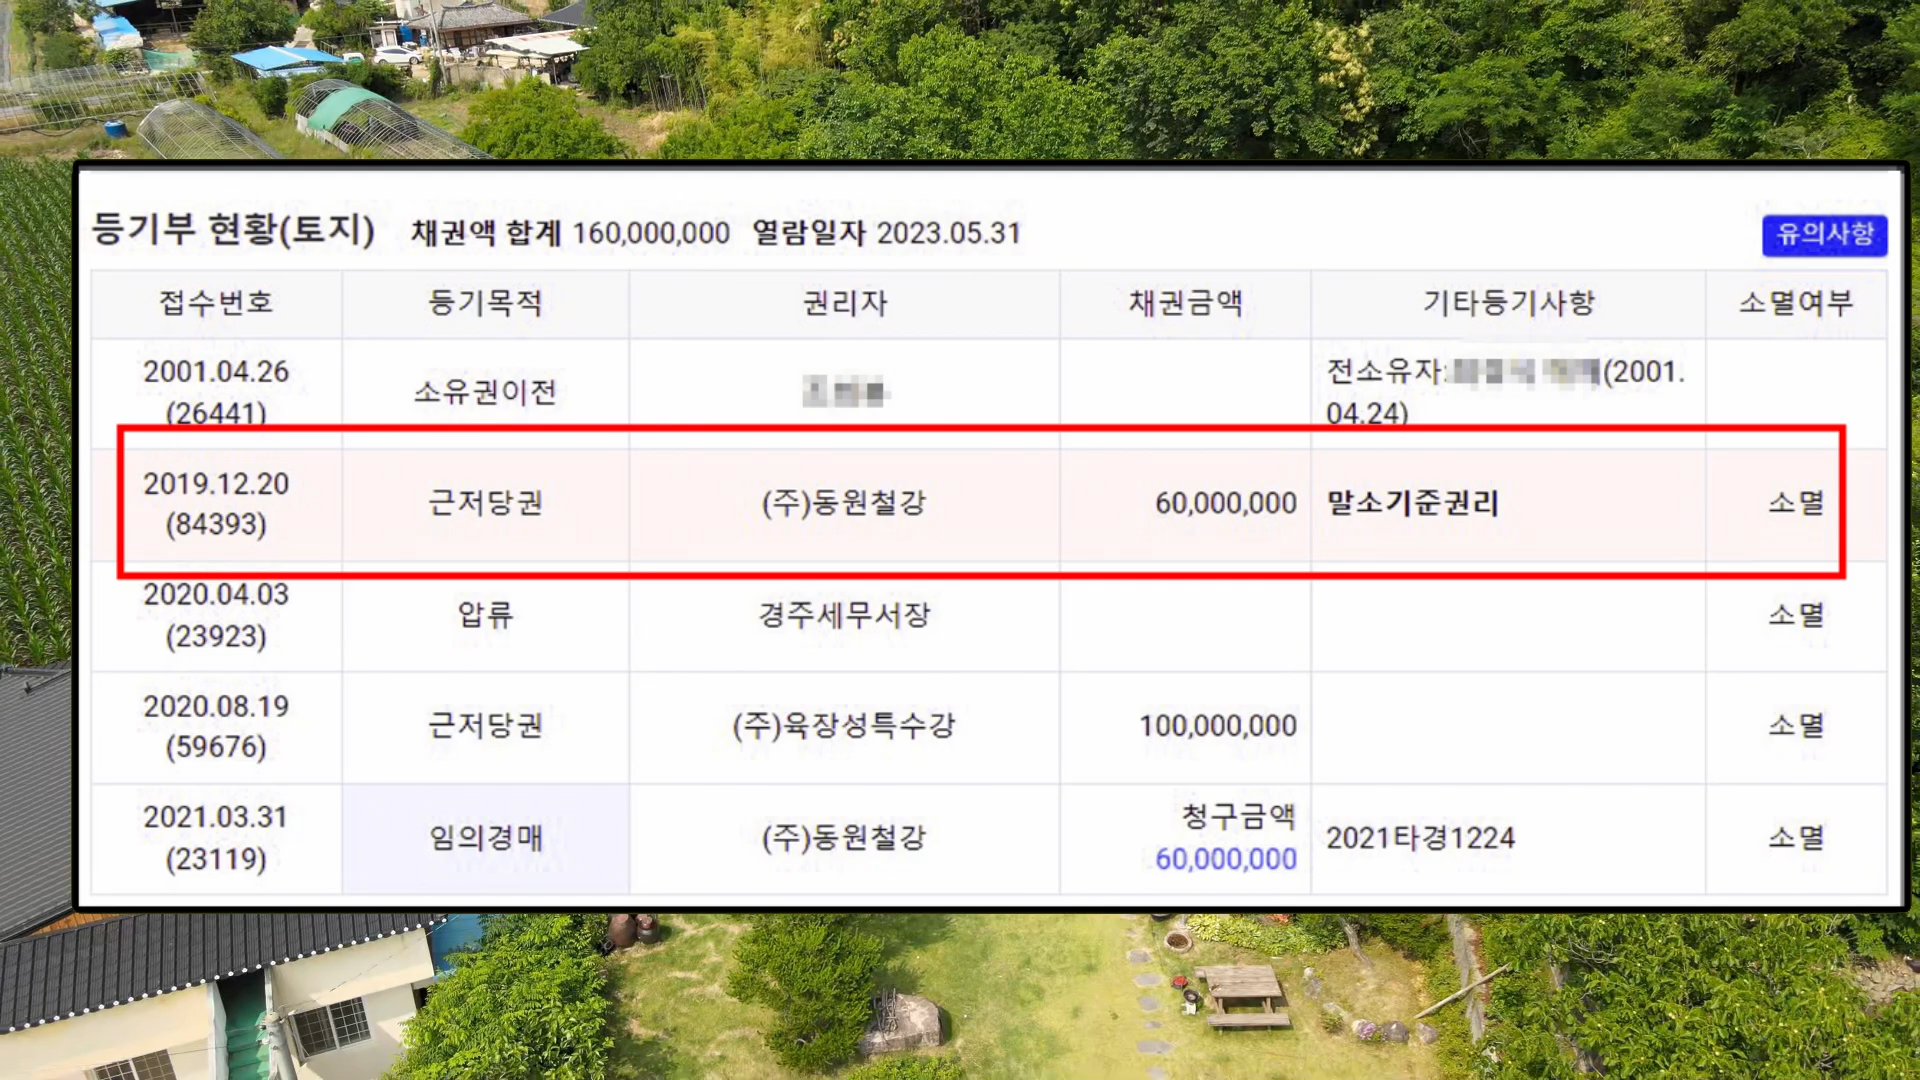 등기부 현황(토지) 채권액 합계 160,000,000 열람일자 2023.05.31 유의사항
접수번호 등기목적 권리자 채권금액 기타등기사항 소멸여부
2001.04.26 (26441) 소유권이전 전소유자: (2001.04.24)
2019.12.20 (84393) 근저당권 (주)동원철강 60,000,000 말소기준권리 소멸
2020.04.03 (23923) 압류 경주세무서장 소멸
2020.08.19 (59676) 근저당권 (주)육장성특수강 100,000,000 소멸
2021.03.31 (23119) 임의경매 (주)동원철강 청구금액 60,000,000 2021타경1224 소멸